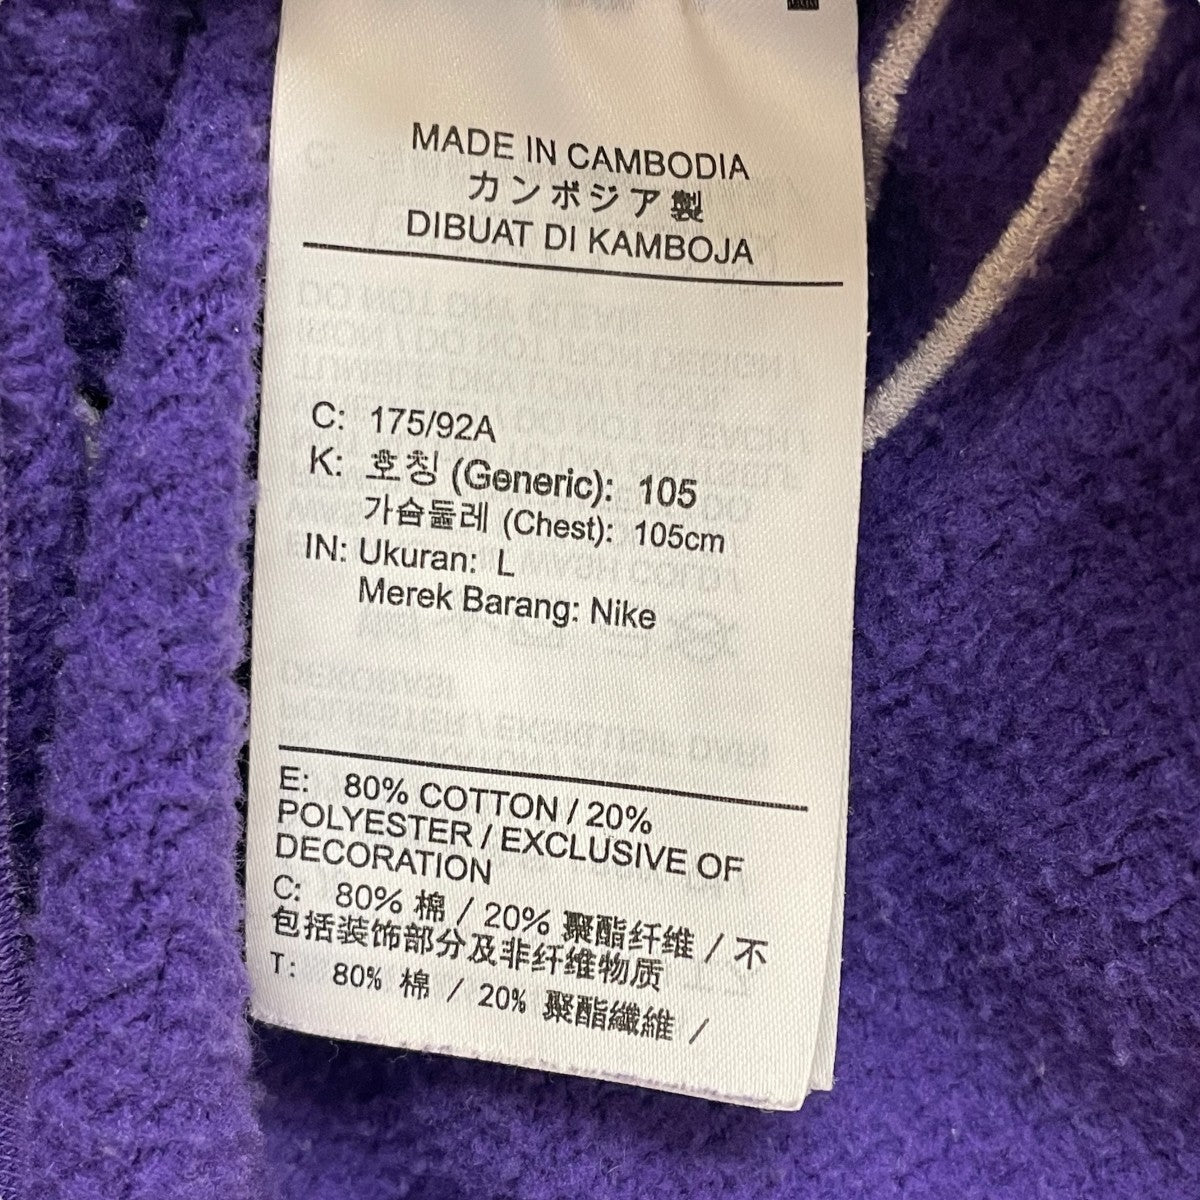 MADE IN CAMBODIA
カンボジア製
DIBUAT DI KAMBOJA
C: 175/92A
K: 호칭 (Generic): 105
가슴둘레 (Chest): 105cm
IN: Ukuran: L
Merek Barang: Nike
E: 80% COTTON / 20%
POLYESTER / EXCLUSIVE OF
DECORATION
C: 80% 棉 / 20% 聚酯纤维 / 不
包括装饰部分及非纤维物质
T: 80% 棉 / 20% 聚酯纖維 /